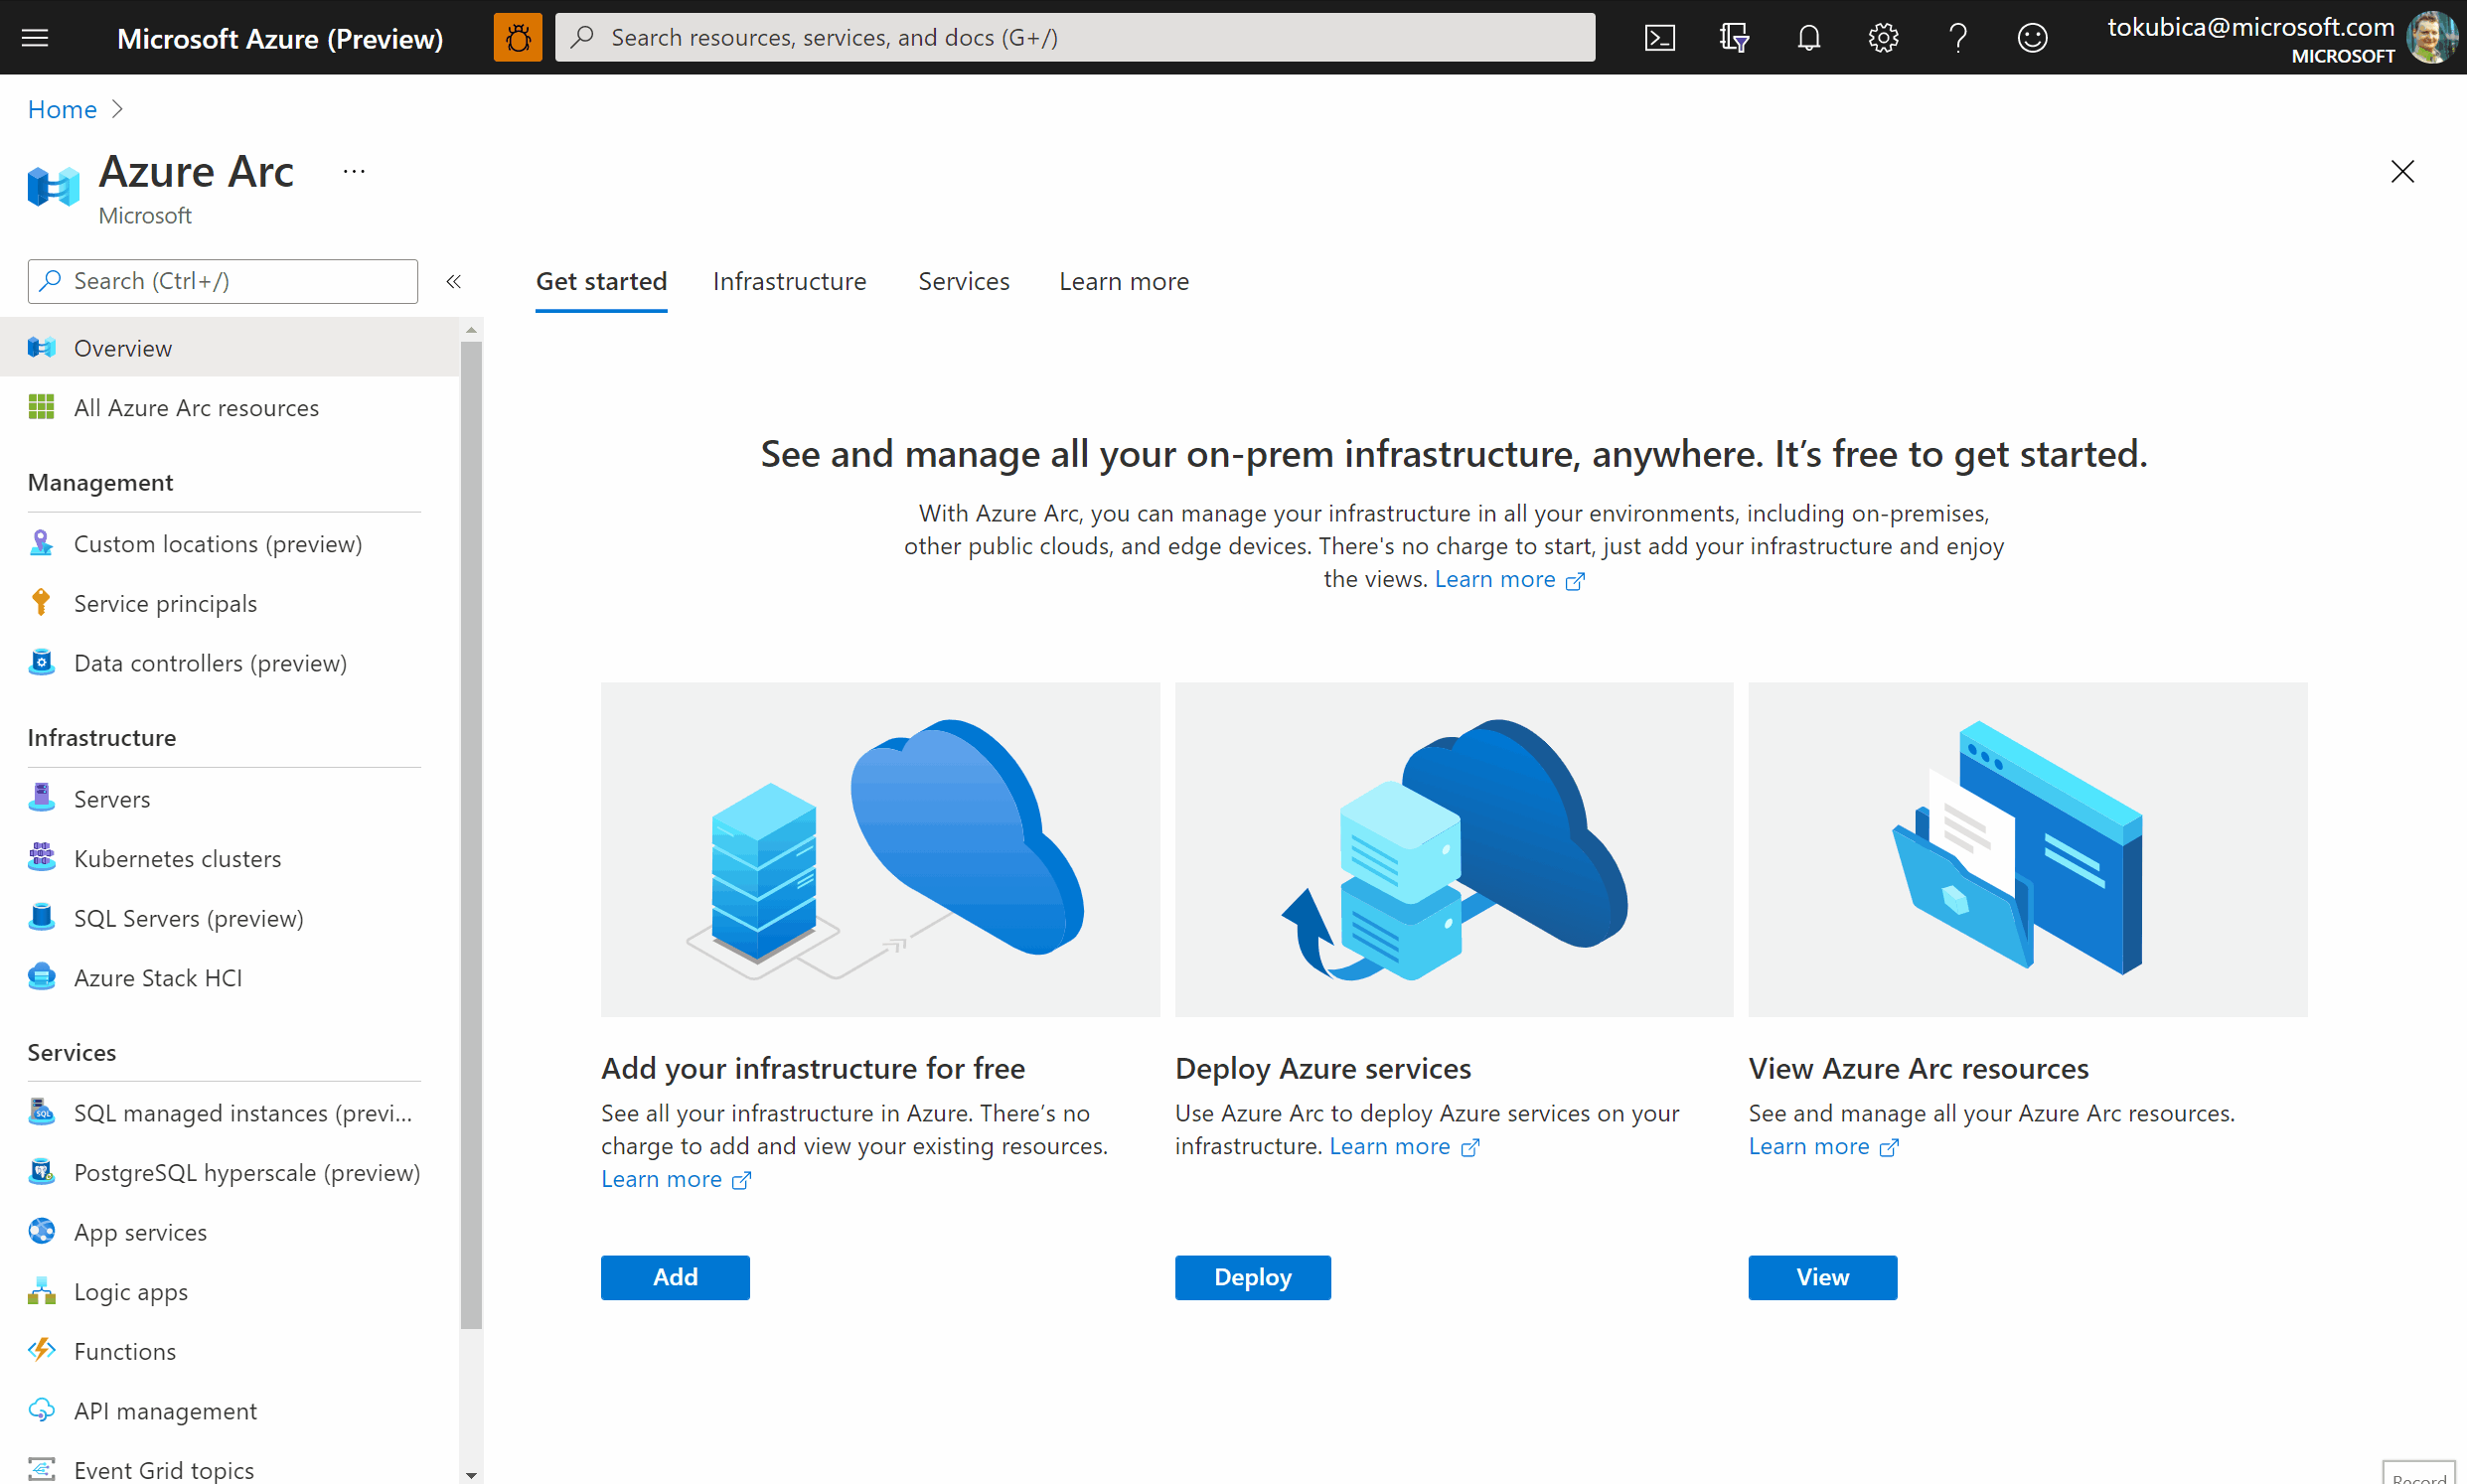 Microsoft Azure (Preview)
Search resources, services, and docs (G+/)
tokubica@microsoft.com
MICROSOFT
Home
Azure Arc
...
Microsoft
Search (Ctrl+/)
«
Overview
All Azure Arc resources
Management
Custom locations (preview)
Service principals
Data controllers (preview)
Infrastructure
Servers
Kubernetes clusters
SQL Servers (preview)
Azure Stack HCI
Services
SQL managed instances (previ...
PostgreSQL hyperscale (preview)
App services
Logic apps
Functions
API management
Event Grid topics
Get started Infrastructure Services Learn more
See and manage all your on-prem infrastructure, anywhere. It’s free to get started.
With Azure Arc, you can manage your infrastructure in all your environments, including on-premises,
other public clouds, and edge devices. There's no charge to start, just add your infrastructure and enjoy
the views. Learn more
Add your infrastructure for free
See all your infrastructure in Azure. There’s no
charge to add and view your existing resources.
Learn more
Add
Deploy Azure services
Use Azure Arc to deploy Azure services on your
infrastructure. Learn more
Deploy
View Azure Arc resources
See and manage all your Azure Arc resources.
Learn more
View
Record